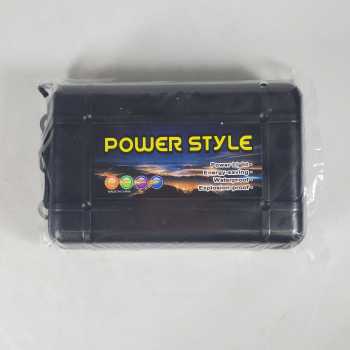 POWER STYLE
Power Light
Energy-saving
Waterproof
Explosion-proof